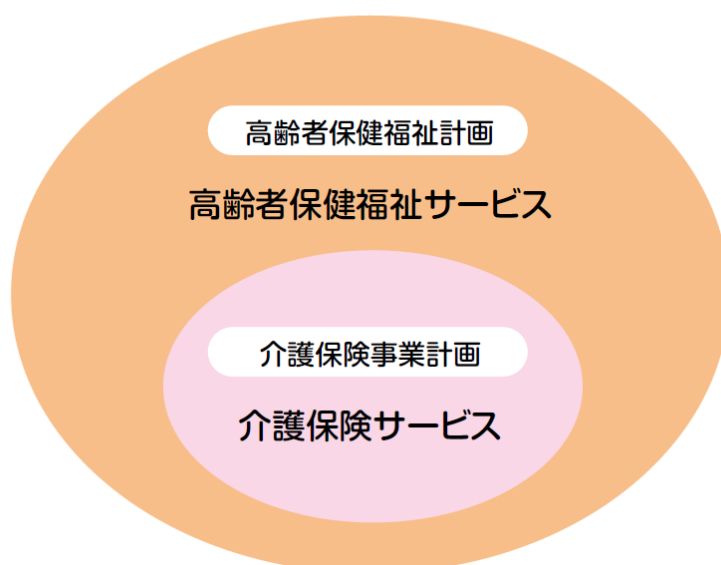 高齢者保健福祉計画
高齢者保健福祉サービス
介護保険事業計画
介護保険サービス